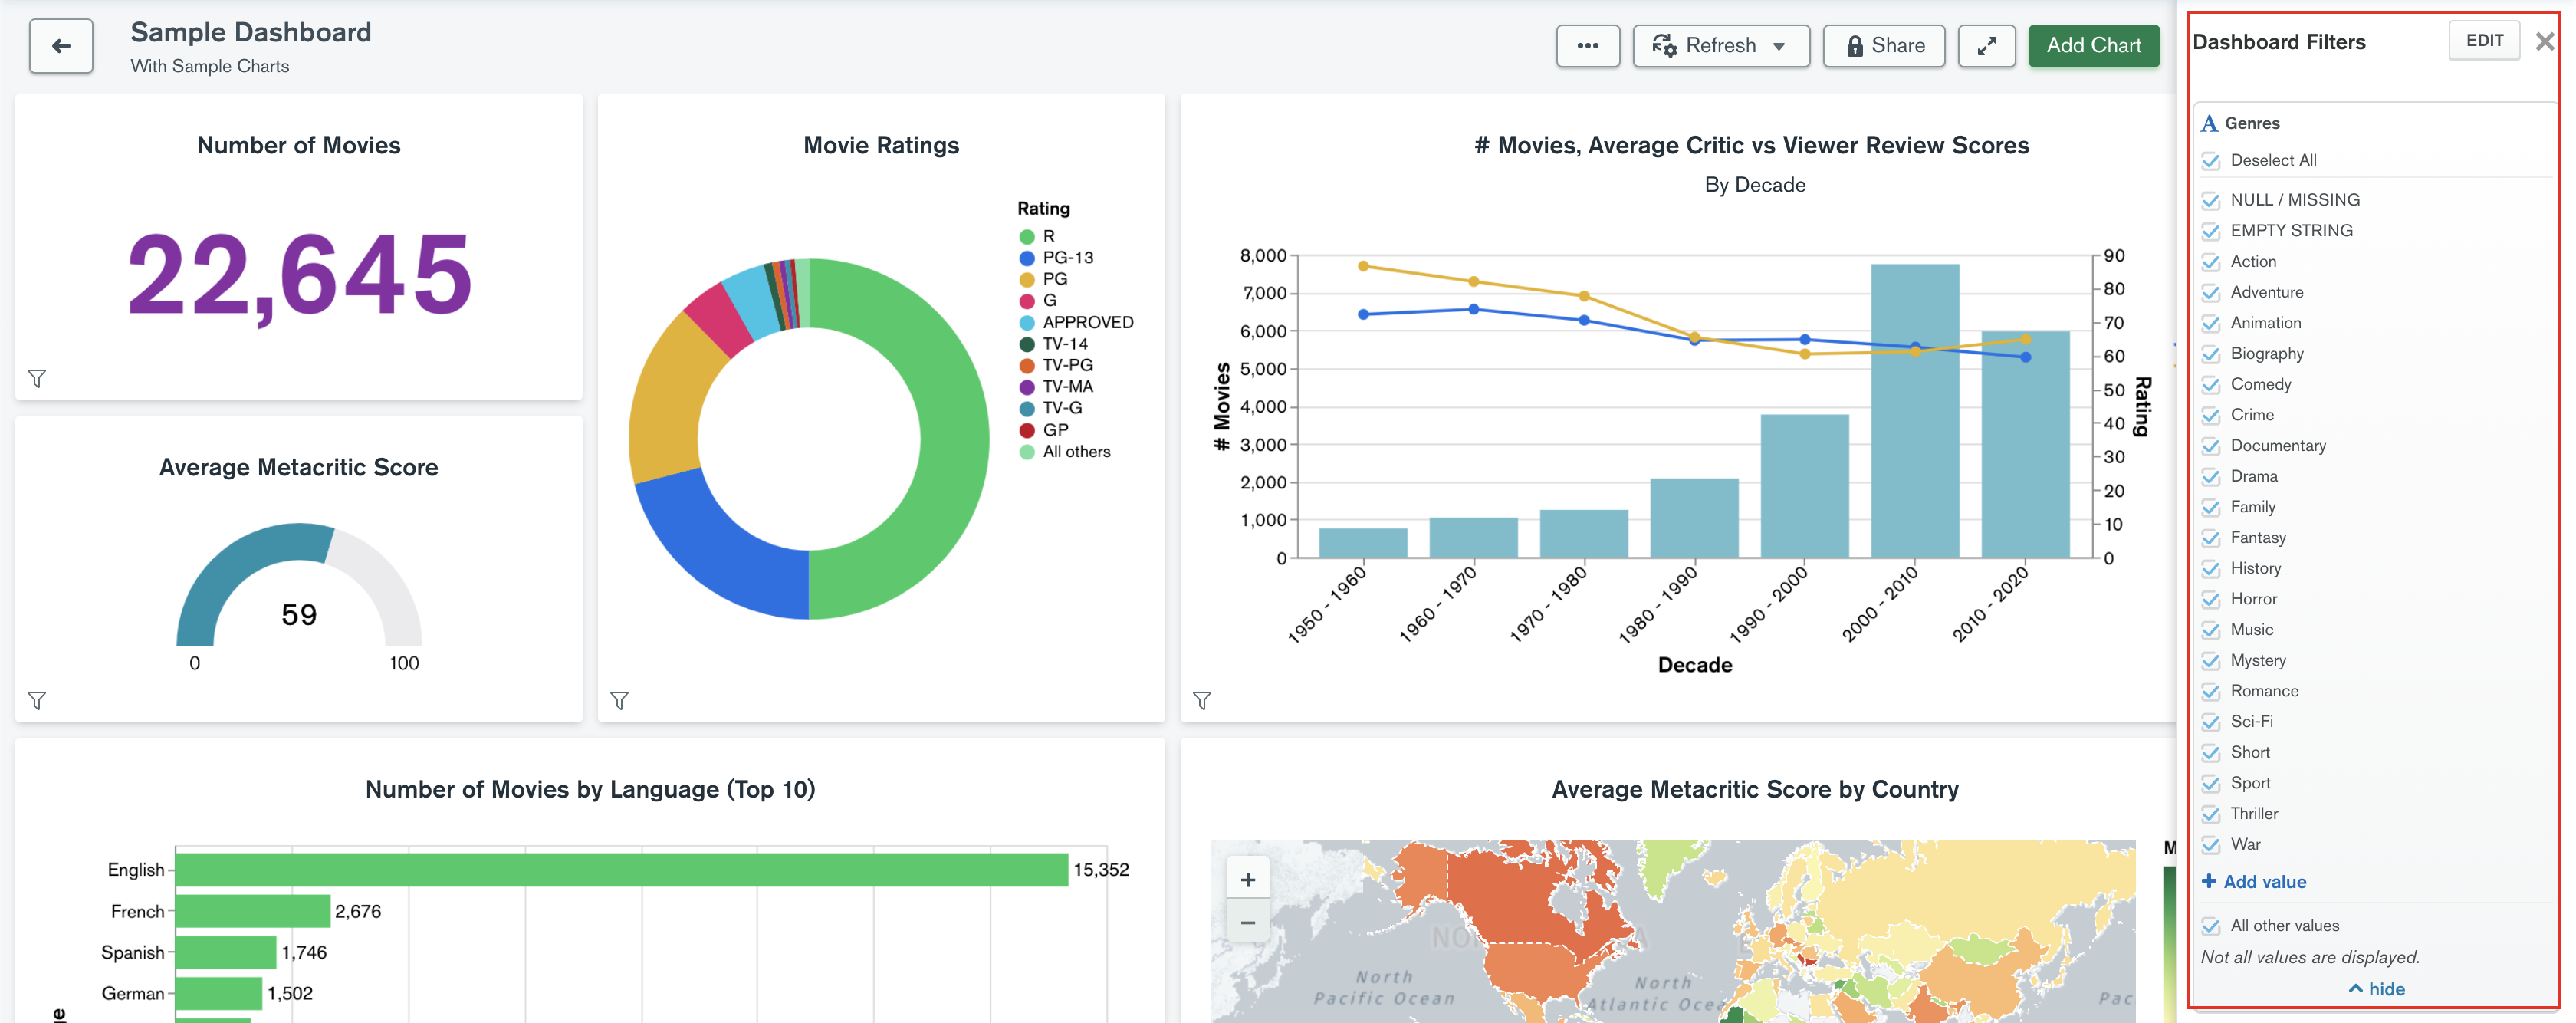 Sample Dashboard
With Sample Charts
Refresh
Share
Add Chart
Number of Movies
22,645
Average Metacritic Score
59
0
100
Movie Ratings
Rating
R
PG-13
PG
G
APPROVED
TV-14
TV-PG
TV-MA
TV-G
GP
All others
# Movies, Average Critic vs Viewer Review Scores
By Decade
# Movies
8,000
7,000
6,000
5,000
4,000
3,000
2,000
1,000
0
90
80
70
60
50
40
30
20
10
0
Rating
1950 - 1960
1960 - 1970
1970 - 1980
1980 - 1990
1990 - 2000
2000 - 2010
2010 - 2020
Decade
Number of Movies by Language (Top 10)
English
15,352
French
2,676
Spanish
1,746
German
1,502
Average Metacritic Score by Country
+
−
North
Pacific Ocean
North
Atlantic Ocea
Pac
Dashboard Filters
EDIT
A Genres
Deselect All
NULL / MISSING
EMPTY STRING
Action
Adventure
Animation
Biography
Comedy
Crime
Documentary
Drama
Family
Fantasy
History
Horror
Music
Mystery
Romance
Sci-Fi
Short
Sport
Thriller
War
+ Add value
All other values
Not all values are displayed.
hide